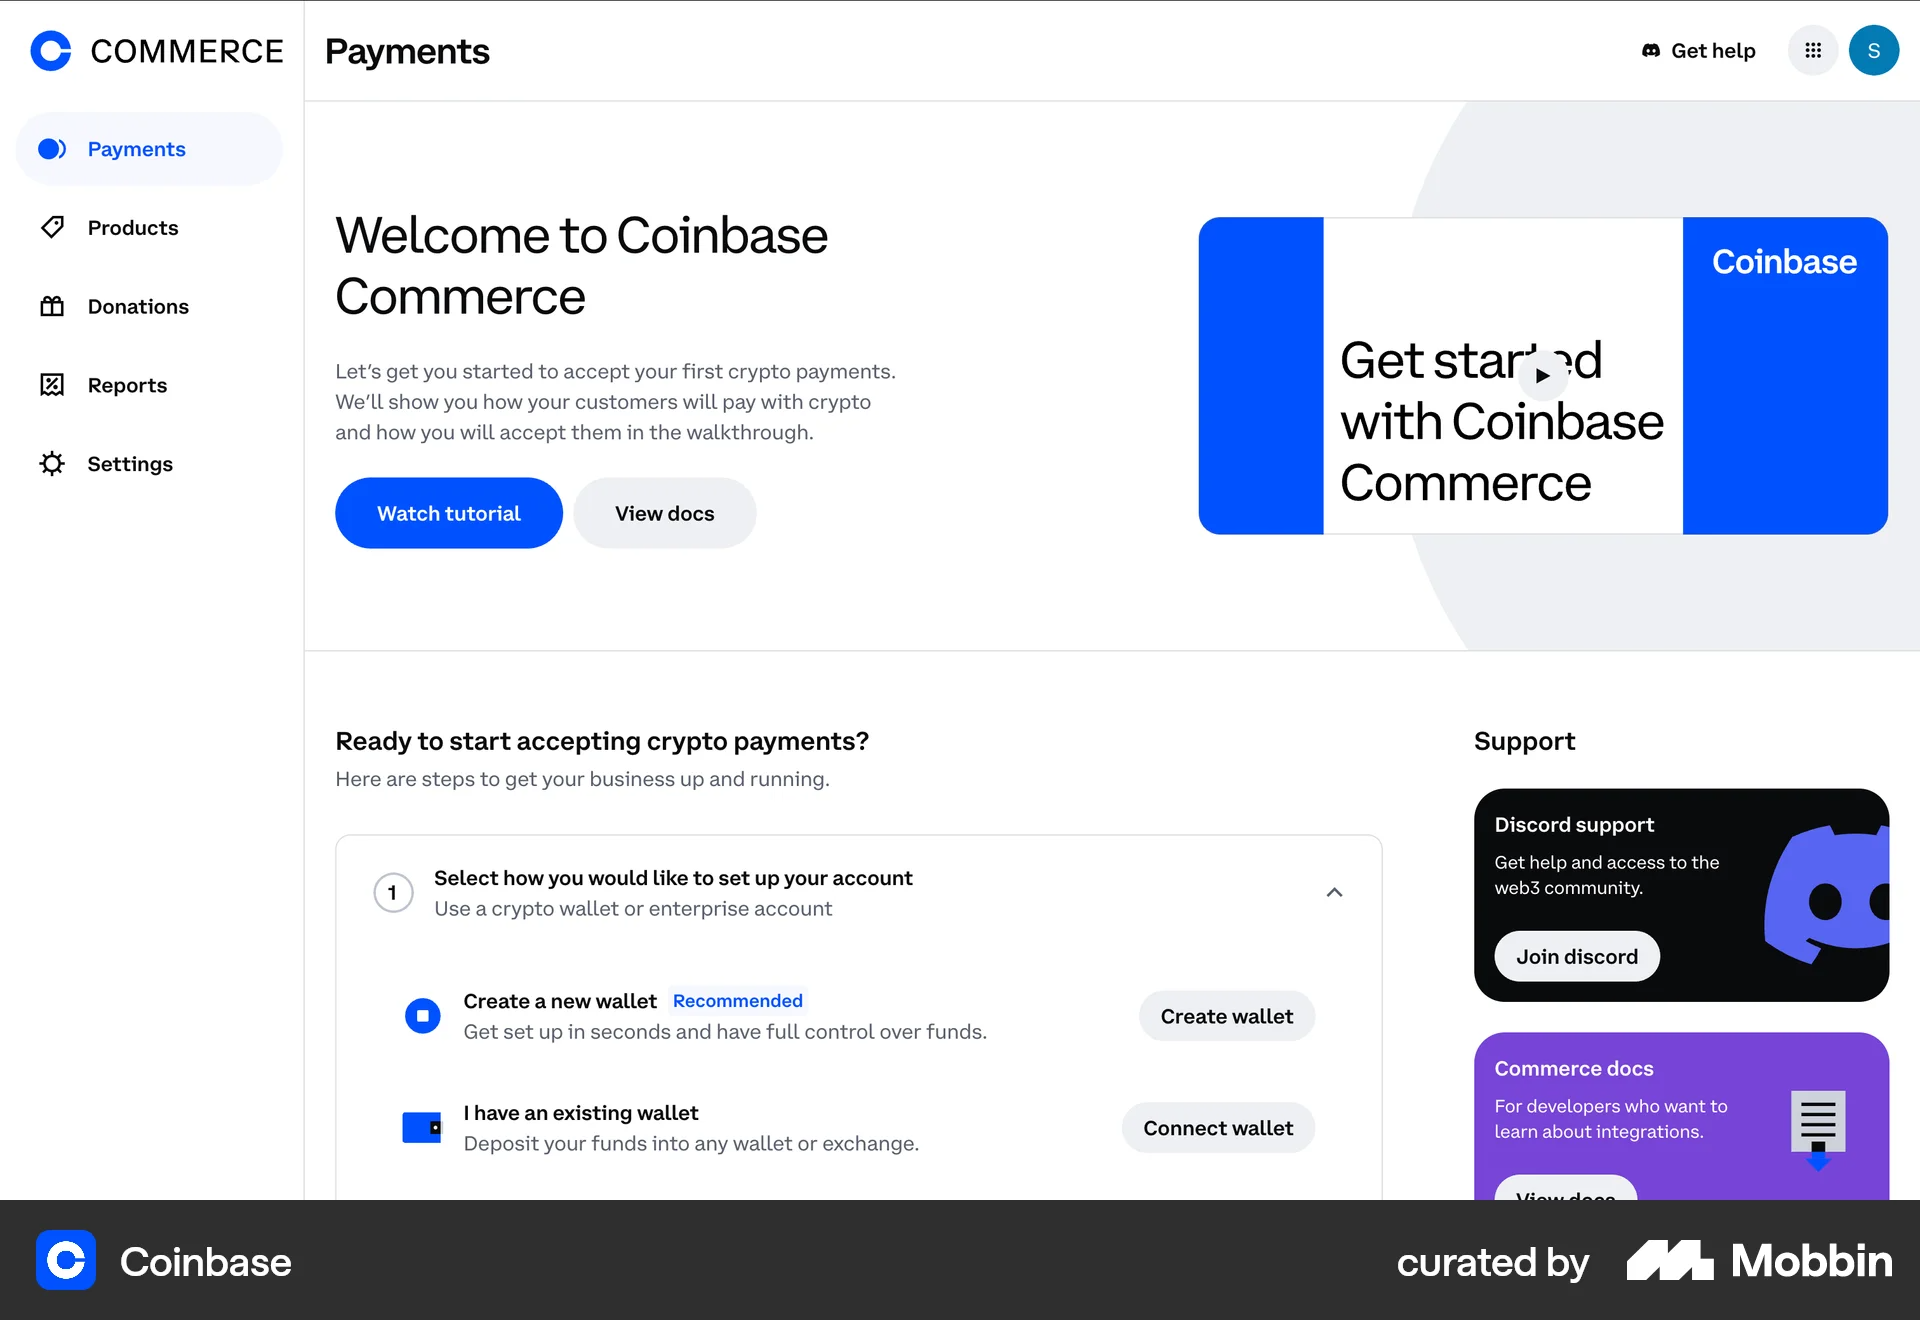 COMMERCE
Payments
Get help
S
Payments
Products
Donations
Reports
Settings
Welcome to Coinbase
Commerce
Let's get you started to accept your first crypto payments.
We'll show you how your customers will pay with crypto
and how you will accept them in the walkthrough.
Watch tutorial
View docs
Coinbase
Get started
with Coinbase
Commerce
Ready to start accepting crypto payments?
Here are steps to get your business up and running.
1
Select how you would like to set up your account
Use a crypto wallet or enterprise account
Create a new wallet Recommended
Get set up in seconds and have full control over funds.
Create wallet
I have an existing wallet
Deposit your funds into any wallet or exchange.
Connect wallet
Support
Discord support
Get help and access to the
web3 community.
Join discord
Commerce docs
For developers who want to
learn about integrations.
View docs
Coinbase
curated by
Mobbin